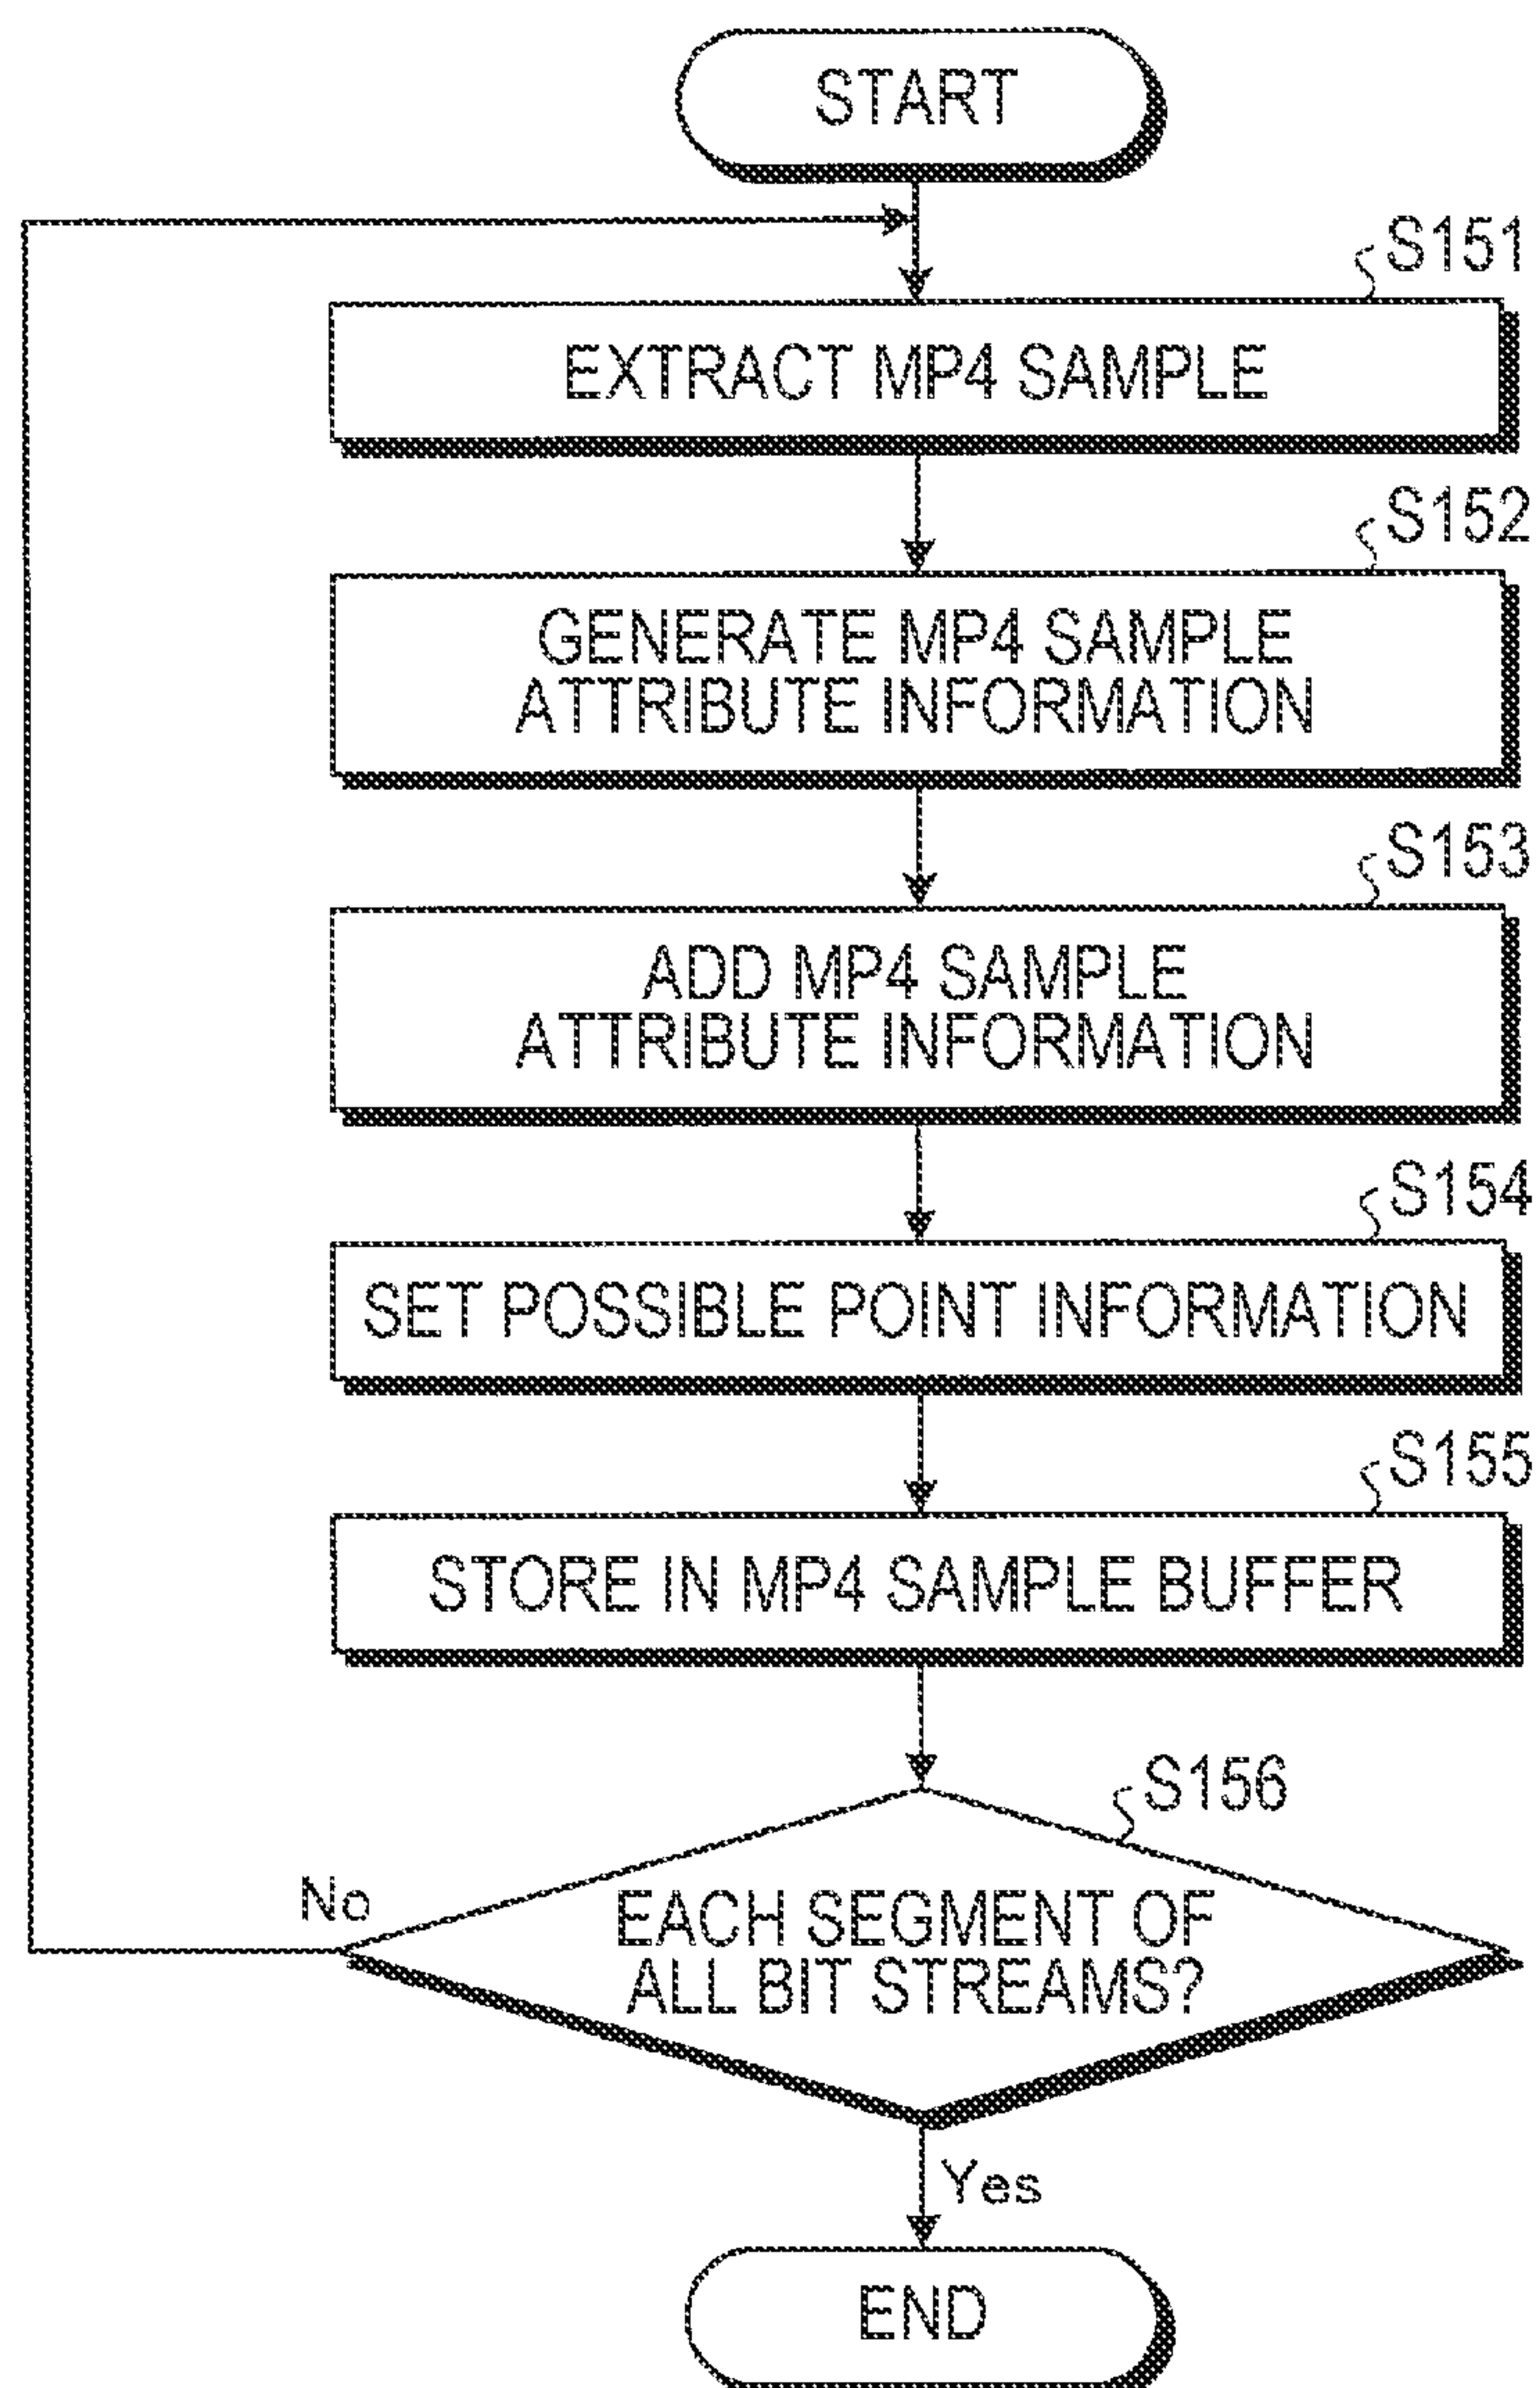 START
S151
EXTRACT MP4 SAMPLE
S152
GENERATE MP4 SAMPLE
ATTRIBUTE INFORMATION
S153
ADD MP4 SAMPLE
ATTRIBUTE INFORMATION
S154
SET POSSIBLE POINT INFORMATION
S155
STORE IN MP4 SAMPLE BUFFER
S156
No
EACH SEGMENT OF
ALL BIT STREAMS?
Yes
END